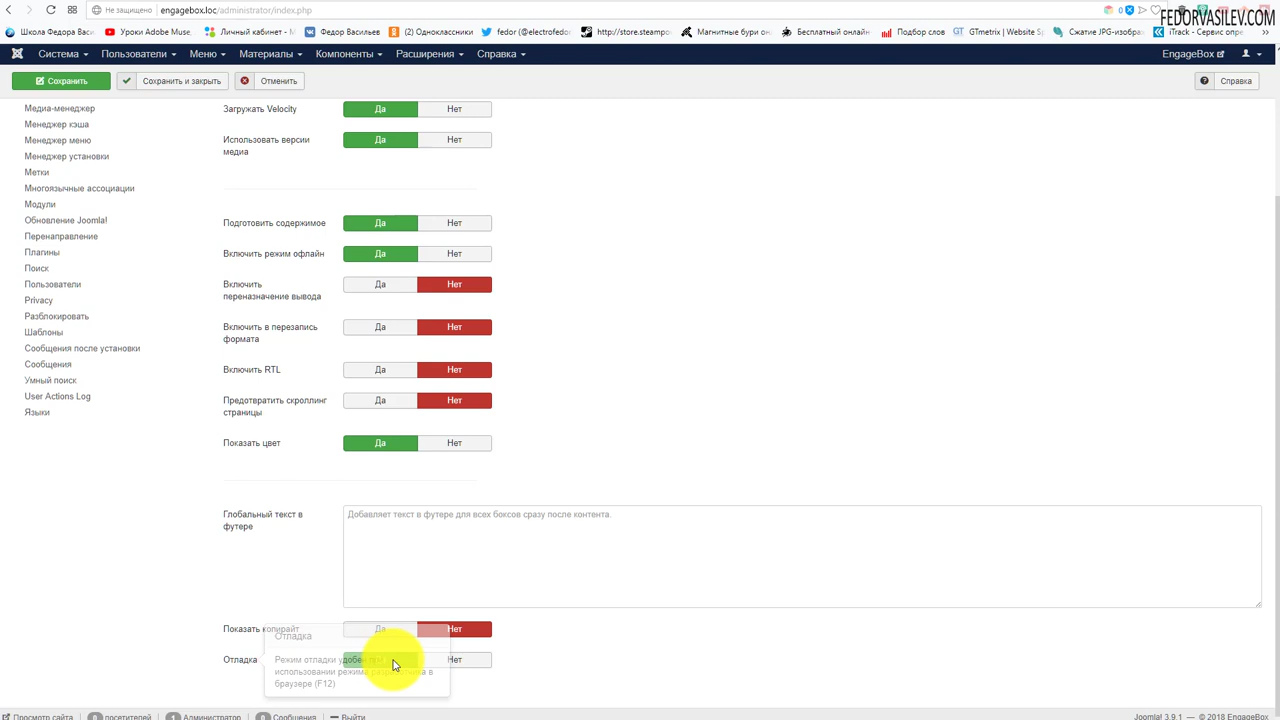 Не защищено engagebox.loc/administrator/index.php
FEDORVASILEV.COM
Школа Федора Васи Уроки Adobe Muse. Личный кабинет - М Федор Васильев (2) Одноклассники fedor (@electrofedor http://store.steampo Магнитные бури онл Бесплатный онлайн Подбор слов GTmetrix | Website S Сжатие JPG-изобра iTrack - Сервис опре
Система Пользователи Меню Материалы Компоненты Расширения Справка EngageBox
Сохранить Сохранить и закрыть Отменить Справка
Медиа-менеджер
Менеджер кэша
Менеджер меню
Менеджер установки
Метки
Многоязычные ассоциации
Модули
Обновление Joomla!
Перенаправление
Плагины
Поиск
Пользователи
Privacy
Разблокировать
Шаблоны
Сообщения после установки
Сообщения
Умный поиск
User Actions Log
Языки
Загружать Velocity Да Нет
Использовать версии Да Нет
медиа
Подготовить содержимое Да Нет
Включить режим офлайн Да Нет
Включить Да Нет
переназначение вывода
Включить в перезапись Да Нет
формата
Включить RTL Да Нет
Предотвратить скроллинг Да Нет
страницы
Показать цвет Да Нет
Глобальный текст в
футере
Добавляет текст в футере для всех боксов сразу после контента.
Показать копирайт Да Нет
Отладка
Отладка Нет
Режим отладки удобен при
использовании режима разработчика в
браузере (F12)
Просмотр сайта 0 посетителей 1 Администратор 0 Сообщения Выйти Joomla! 3.9.1 — © 2018 EngageBox